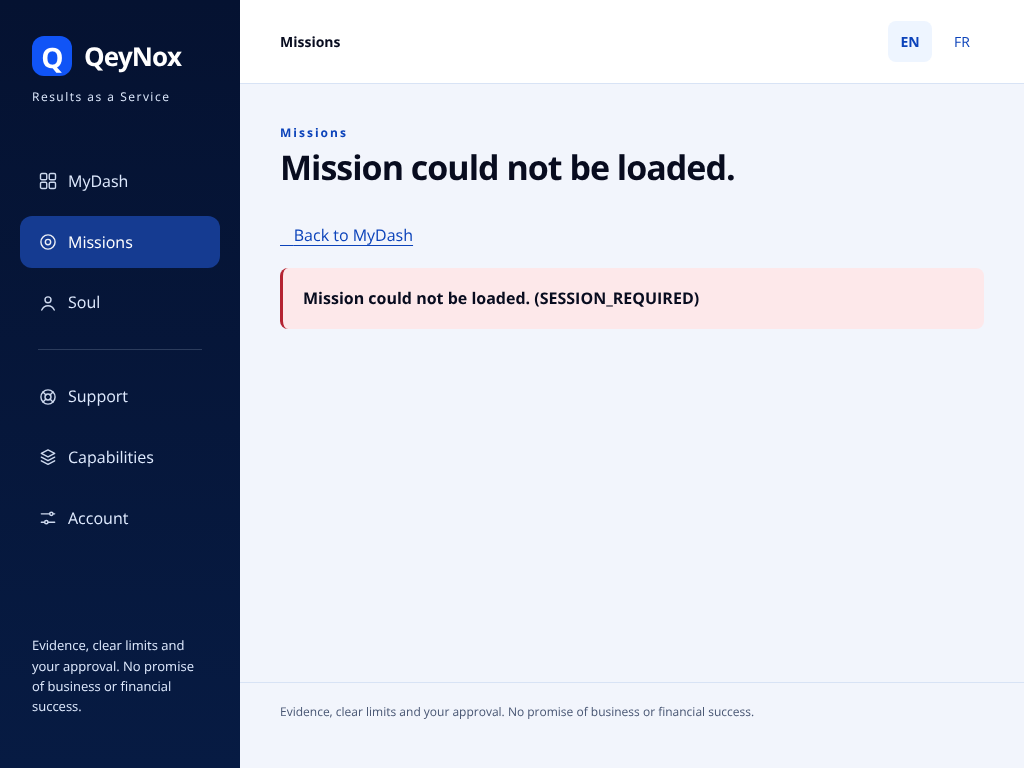 Q QeyNox
Results as a Service
MyDash
Missions
Soul
Support
Capabilities
Account
Evidence, clear limits and
your approval. No promise
of business or financial
success.
Missions
EN FR
Missions
Mission could not be loaded.
Back to MyDash
Mission could not be loaded. (SESSION_REQUIRED)
Evidence, clear limits and your approval. No promise of business or financial success.